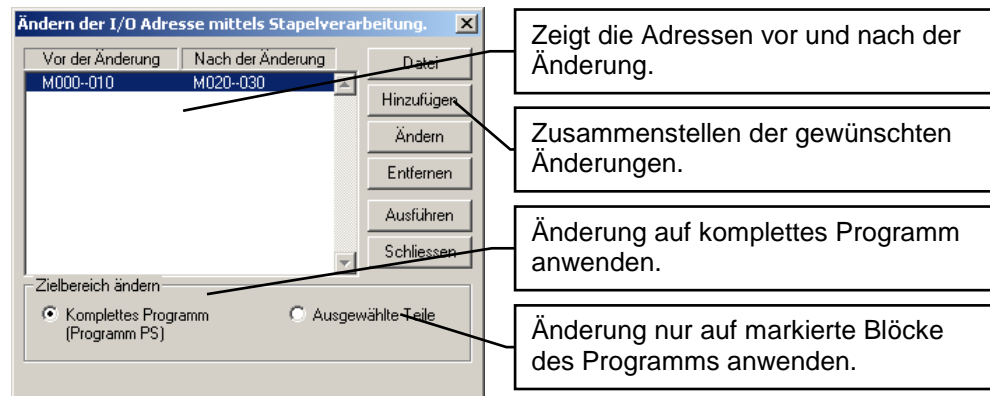 Ändern der I/O Adresse mittels Stapelverarbeitung.
Vor der Änderung Nach der Änderung
M000--010 M020--030
Datei
Hinzufügen
Ändern
Entfernen
Ausführen
Schliessen
Zielbereich ändern
Komplettes Programm
(Programm PS)
Ausgewählte Teile
Zeigt die Adressen vor und nach der
Änderung.
Zusammenstellen der gewünschten
Änderungen.
Änderung auf komplettes Programm
anwenden.
Änderung nur auf markierte Blöcke
des Programms anwenden.